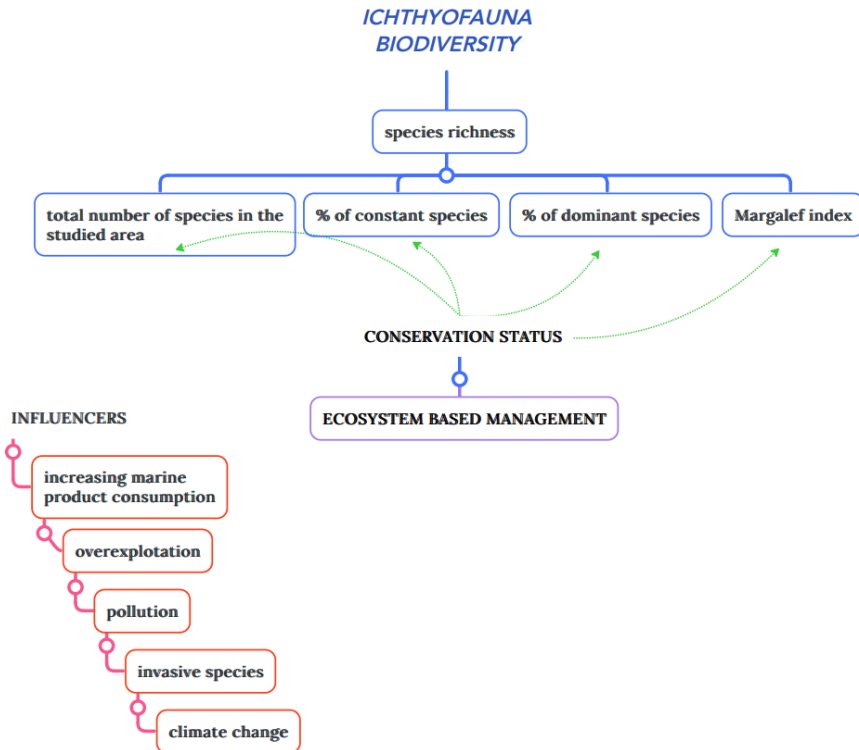 ICHTHYOFAUNA
BIODIVERSITY
species richness
total number of species in the
studied area
% of constant species
% of dominant species
Margalef index
CONSERVATION STATUS
ECOSYSTEM BASED MANAGEMENT
INFLUENCERS
increasing marine
product consumption
overexplotation
pollution
invasive species
climate change